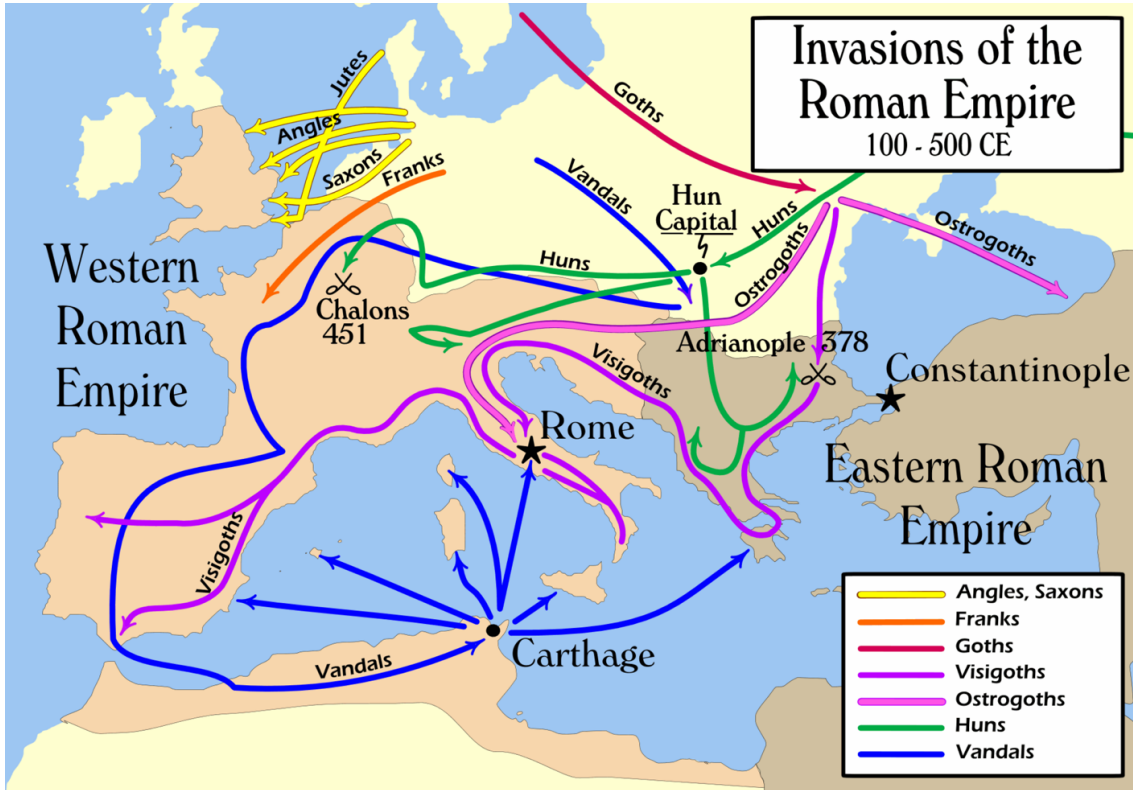 Invasions of the
Roman Empire
100 - 500 CE
Jutes
Angles
Saxons
Franks
Goths
Vandals
Hun
Capital
Huns
Ostrogoths
Ostrogoths
Huns
Western
Roman
Empire
Chalons
451
Adrianople 378
Visigoths
Constantinople
Rome
Eastern Roman
Empire
Visigoths
Carthage
Vandals
Angles, Saxons
Franks
Goths
Visigoths
Ostrogoths
Huns
Vandals